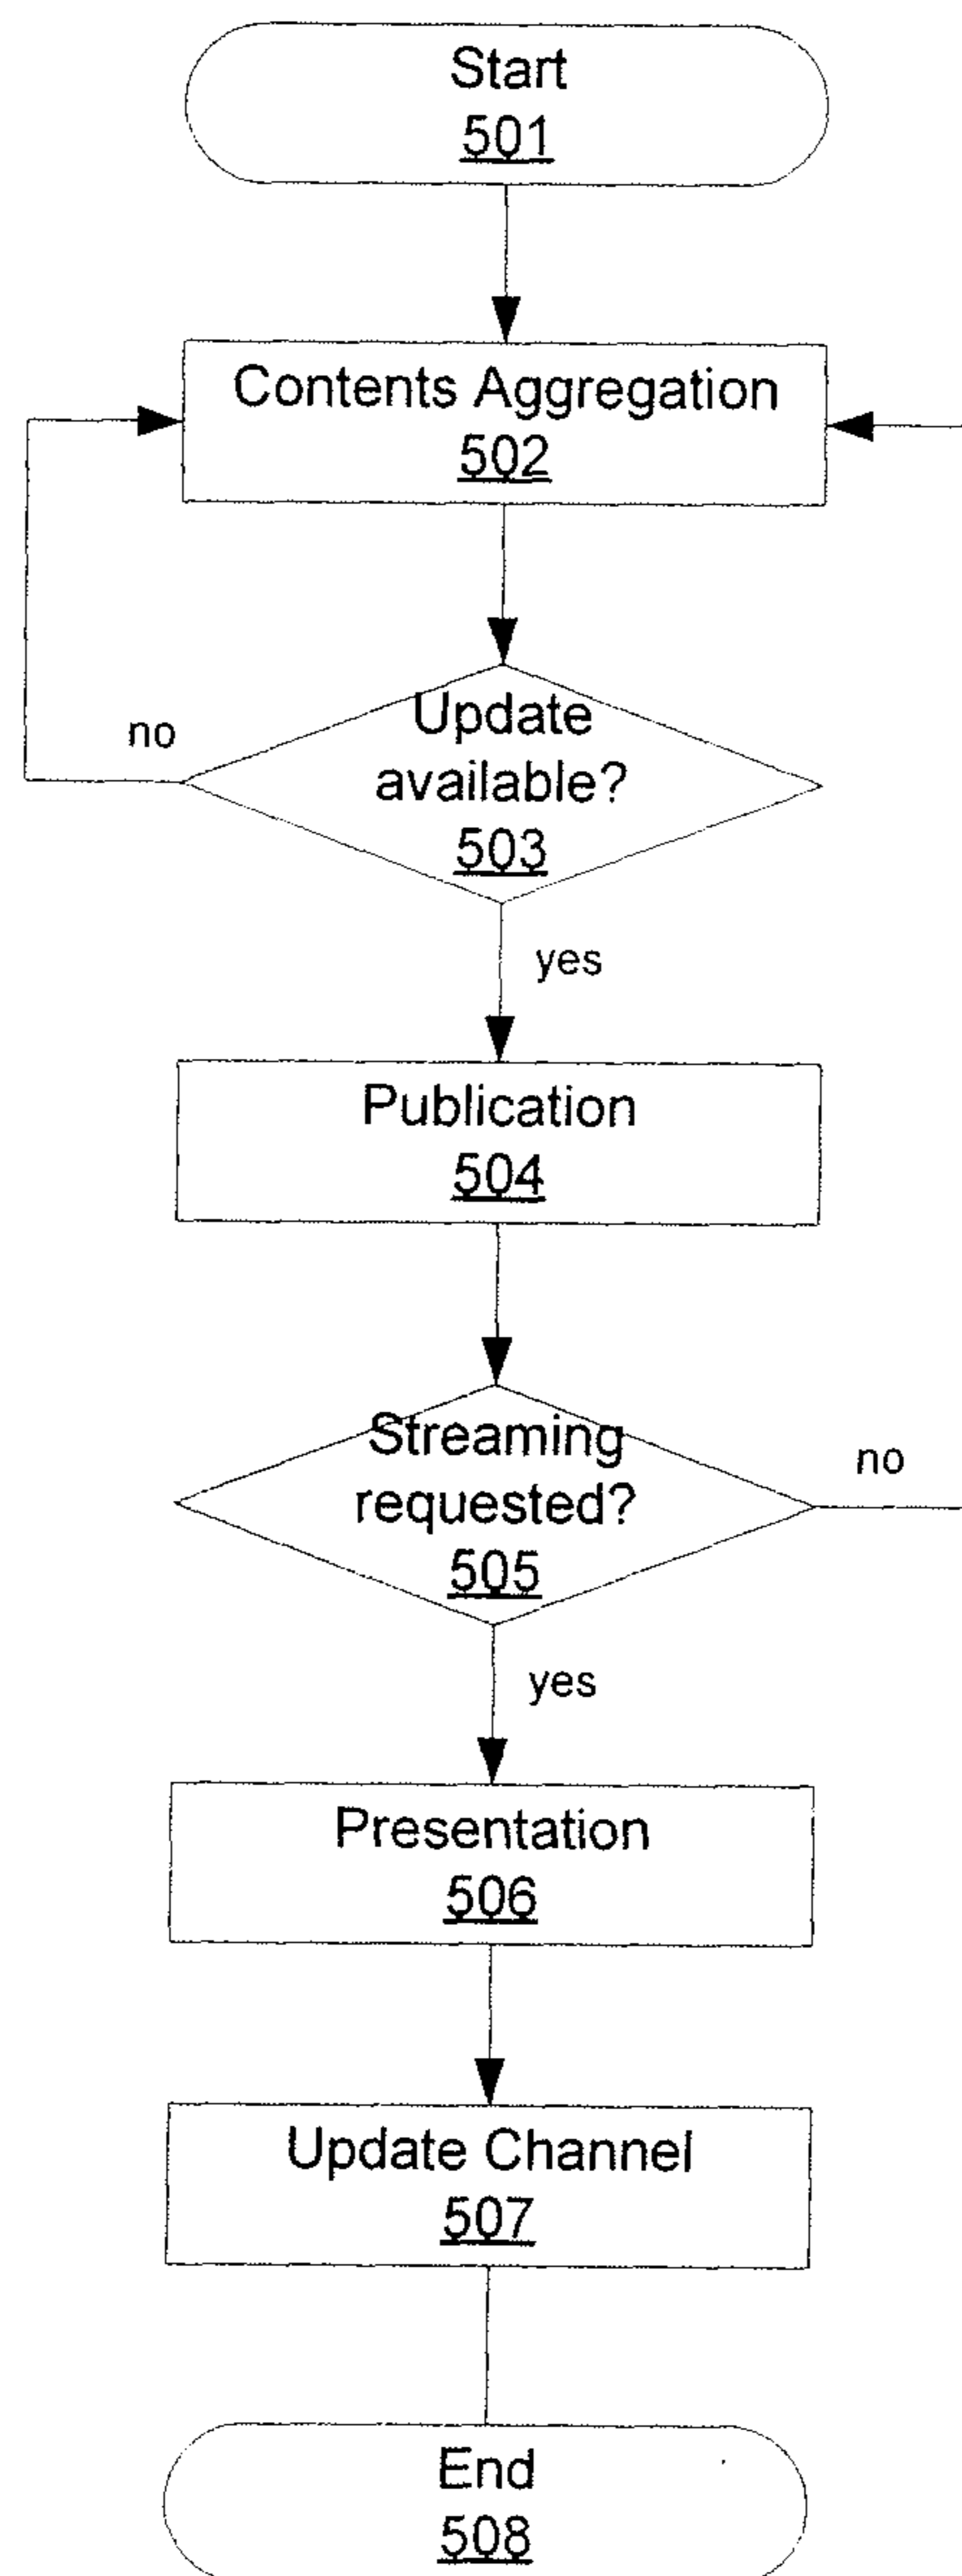 Start
501
Contents Aggregation
502
Update
available?
503
no
yes
Publication
504
Streaming
requested?
505
no
yes
Presentation
506
Update Channel
507
End
508